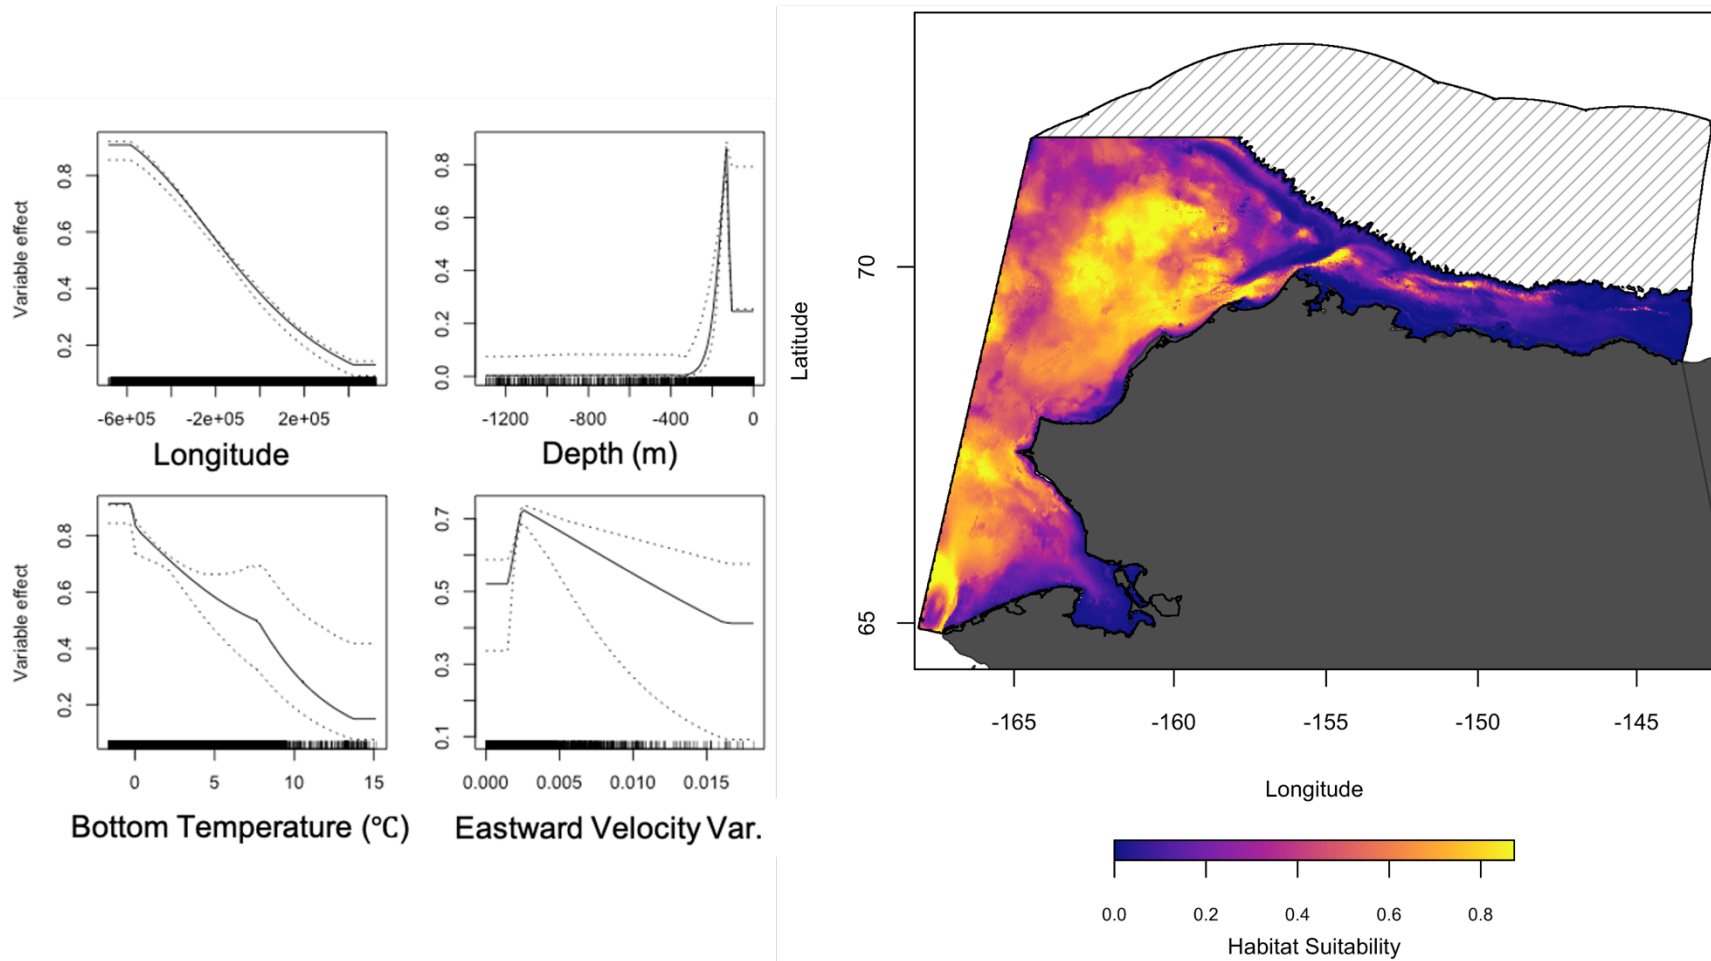 Variable effect
0.8
0.6
0.4
0.2
-6e+05 -2e+05 2e+05
Longitude
0.8
0.6
0.4
0.2
0.0
-1200 -800 -400 0
Depth (m)
Variable effect
0.8
0.6
0.4
0.2
0 5 10 15
Bottom Temperature (°C)
0.7
0.5
0.3
0.1
0.000 0.005 0.010 0.015
Eastward Velocity Var.
Latitude
70
65
-165 -160 -155 -150 -145
Longitude
0.0 0.2 0.4 0.6 0.8
Habitat Suitability